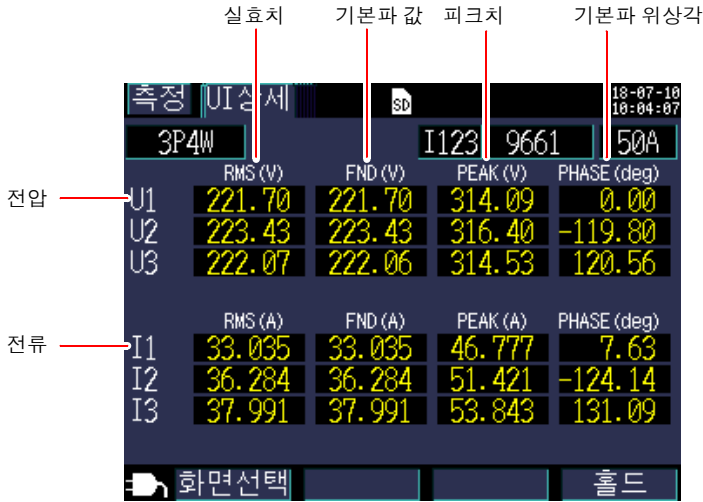 실효치 기본파 값 피크치 기본파 위상각
측정 UI상세 SD 18-07-10
10:04:07
3P4W I123 9661 50A
RMS(V) FND(V) PEAK(V) PHASE(deg)
전압 U1 221.70 221.70 314.09 0.00
U2 223.43 223.43 316.40 -119.80
U3 222.07 222.06 314.53 120.56
RMS(A) FND(A) PEAK(A) PHASE(deg)
전류 I1 33.035 33.035 46.777 7.63
I2 36.284 36.284 51.421 -124.14
I3 37.991 37.991 53.843 131.09
화면선택 홀드